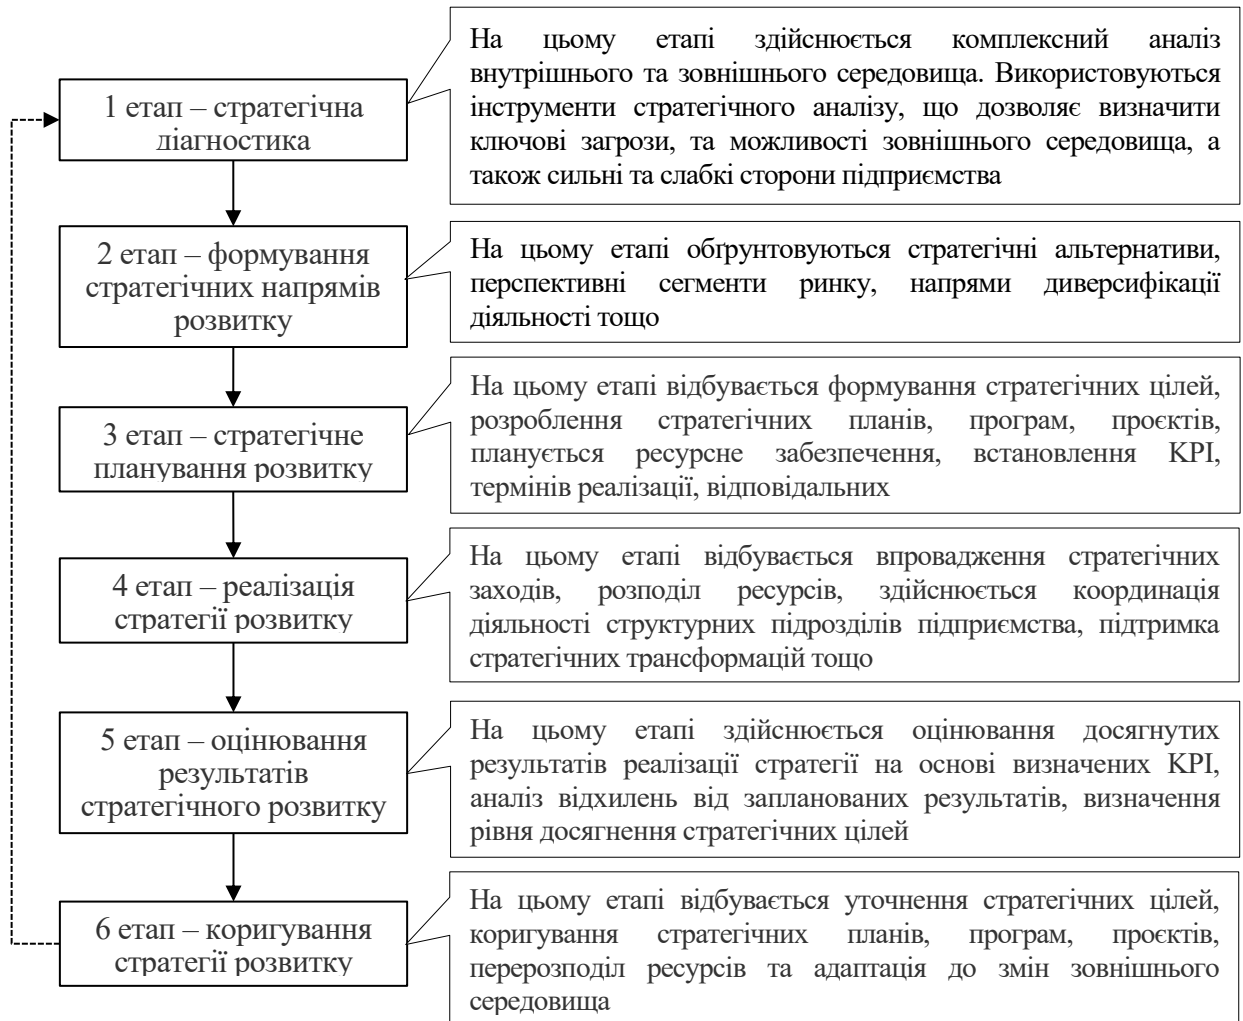 1 етап – стратегічна
діагностика
На цьому етапі здійснюється комплексний аналіз
внутрішнього та зовнішнього середовища. Використовуються
інструменти стратегічного аналізу, що дозволяє визначити
ключові загрози, та можливості зовнішнього середовища, а
також сильні та слабкі сторони підприємства
2 етап – формування
стратегічних напрямів
розвитку
На цьому етапі обґрунтовуються стратегічні альтернативи,
перспективні сегменти ринку, напрями диверсифікації
діяльності тощо
3 етап – стратегічне
планування розвитку
На цьому етапі відбувається формування стратегічних цілей,
розроблення стратегічних планів, програм, проєктів,
планується ресурсне забезпечення, встановлення KPI,
термінів реалізації, відповідальних
4 етап – реалізація
стратегії розвитку
На цьому етапі відбувається впровадження стратегічних
заходів, розподіл ресурсів, здійснюється координація
діяльності структурних підрозділів підприємства, підтримка
стратегічних трансформацій тощо
5 етап – оцінювання
результатів
стратегічного розвитку
На цьому етапі здійснюється оцінювання досягнутих
результатів реалізації стратегії на основі визначених KPI,
аналіз відхилень від запланованих результатів, визначення
рівня досягнення стратегічних цілей
6 етап – коригування
стратегії розвитку
На цьому етапі відбувається уточнення стратегічних цілей,
коригування стратегічних планів, програм, проєктів,
перерозподіл ресурсів та адаптація до змін зовнішнього
середовища